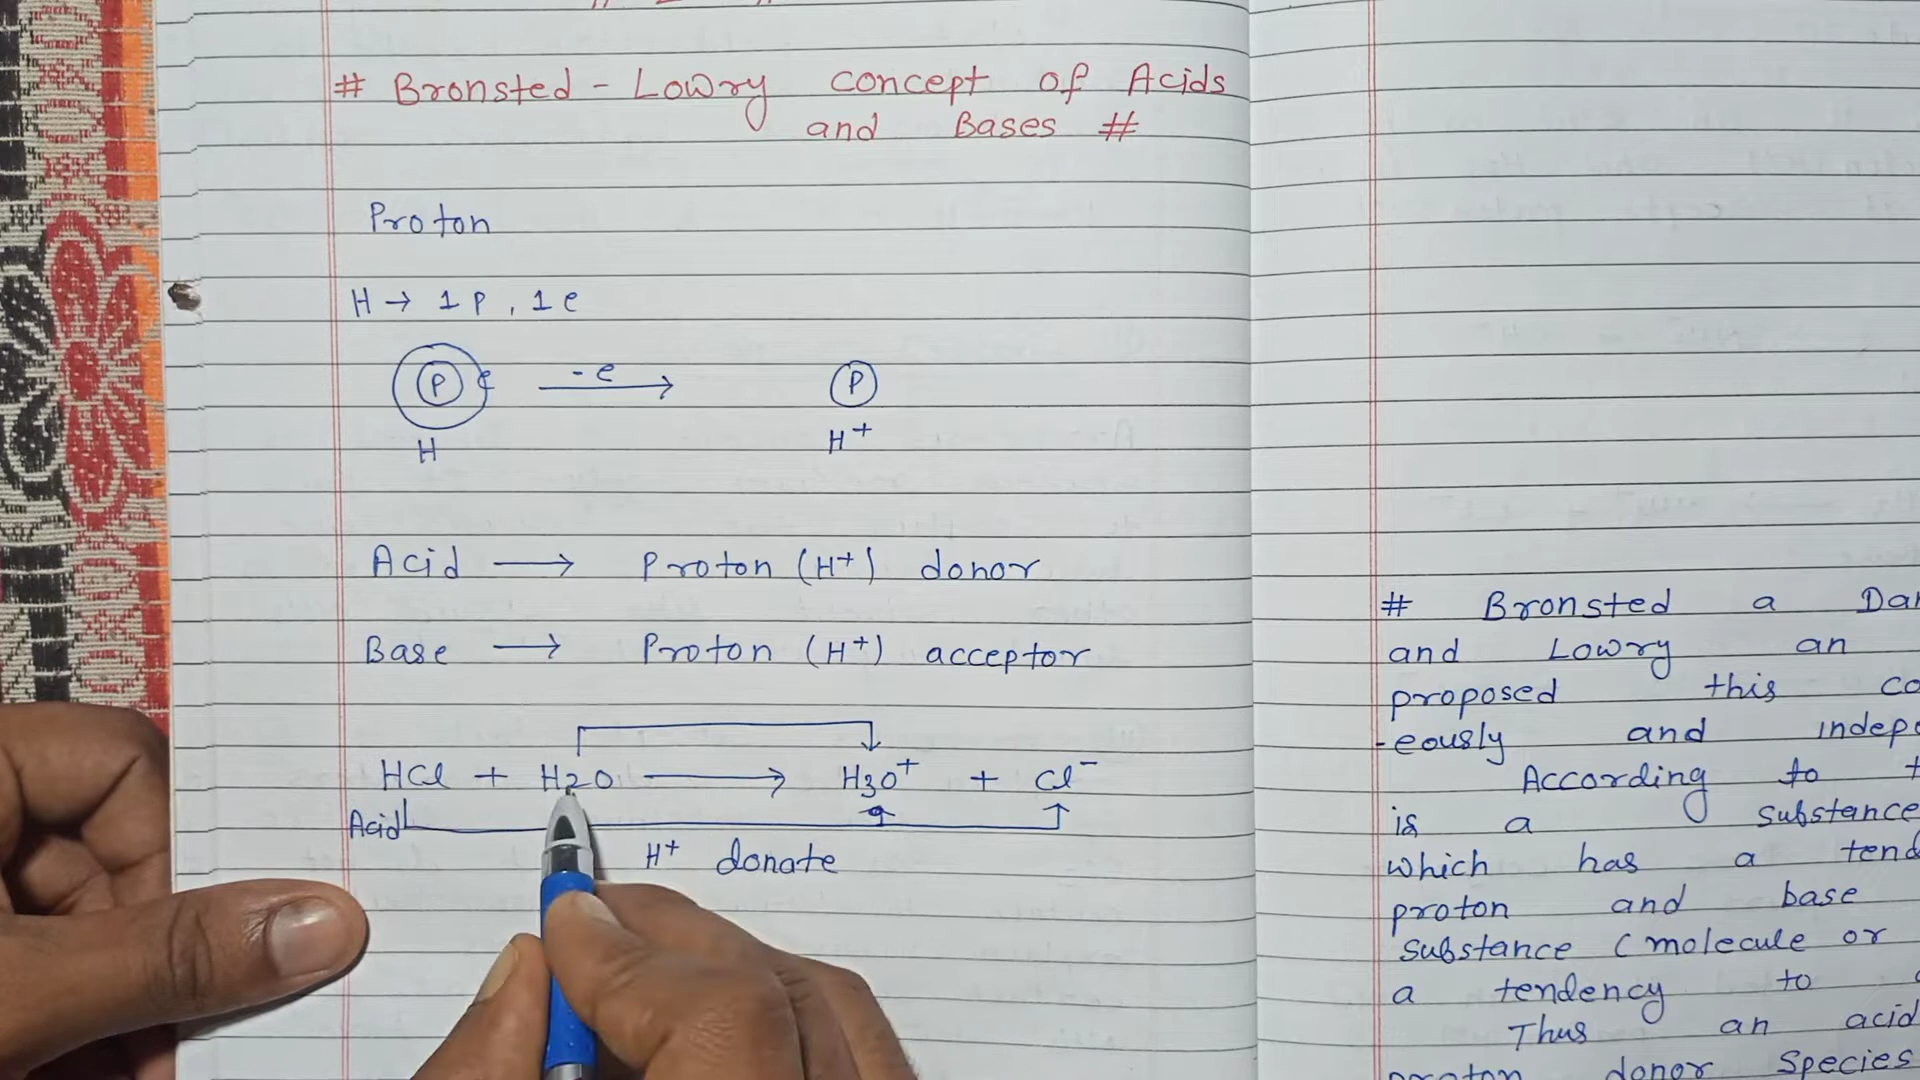 # Bronsted - Lowry concept of Acids
and Bases #
Proton
H → 1 P, 1 e
P e - e → P
H H+
Acid → Proton (H+) donor
Base → Proton (H+) acceptor
HCl + H2O → H3O+ + Cl-
Acid
H+ donate
# Bronsted a
and Lowry an
proposed this
-eously and
According to
is a substance
which has a
proton and base
substance (molecule or
a tendency to
Thus an acid
proton donor species